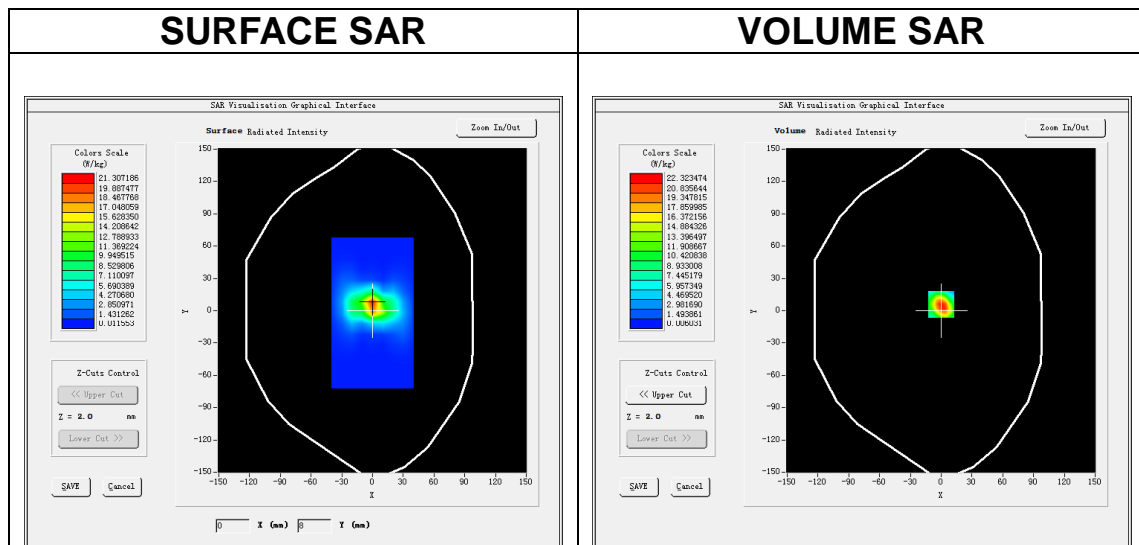 SURFACE SAR
VOLUME SAR
SAR Visualisation Graphical Interface
Surface Radiated Intensity
Zoom In/Out
Colors Scale
(W/kg)
21.307186
19.887477
18.467768
17.048059
15.628350
14.208642
12.788933
11.369224
9.949515
8.529806
7.110097
5.690389
4.270680
2.850971
1.431262
0.011553
Z-Cuts Control
<< Upper Cut
Z = 2.0 mm
Lower Cut >>
SAVE Cancel
150
120
90
60
30
0
-30
-60
-90
-120
-150
Y
-150 -120 -90 -60 -30 0 30 60 90 120 150
X
0 X (mm) 8 Y (mm)
SAR Visualisation Graphical Interface
Volume Radiated Intensity
Zoom In/Out
Colors Scale
(W/kg)
22.323474
20.835644
19.347815
17.859985
16.372156
14.884326
13.396497
11.908667
10.420838
8.933008
7.445179
5.957349
4.469520
2.981690
1.493861
0.006031
Z-Cuts Control
<< Upper Cut
Z = 2.0 mm
Lower Cut >>
SAVE Cancel
150
120
90
60
30
0
-30
-60
-90
-120
-150
Y
-150 -120 -90 -60 -30 0 30 60 90 120 150
X